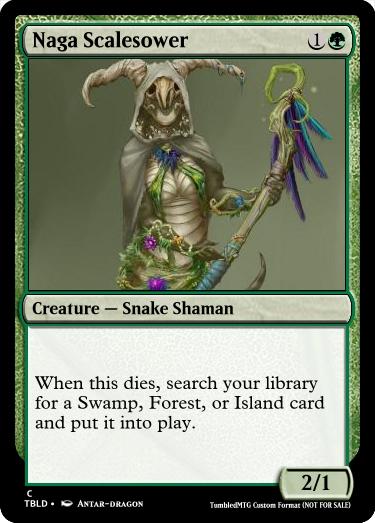 Naga Scalesower 1
Creature — Snake Shaman
When this dies, search your library
for a Swamp, Forest, or Island card
and put it into play.
2/1
C
TBLD • Antar-dragon
TumbledMTG Custom Format (NOT FOR SALE)